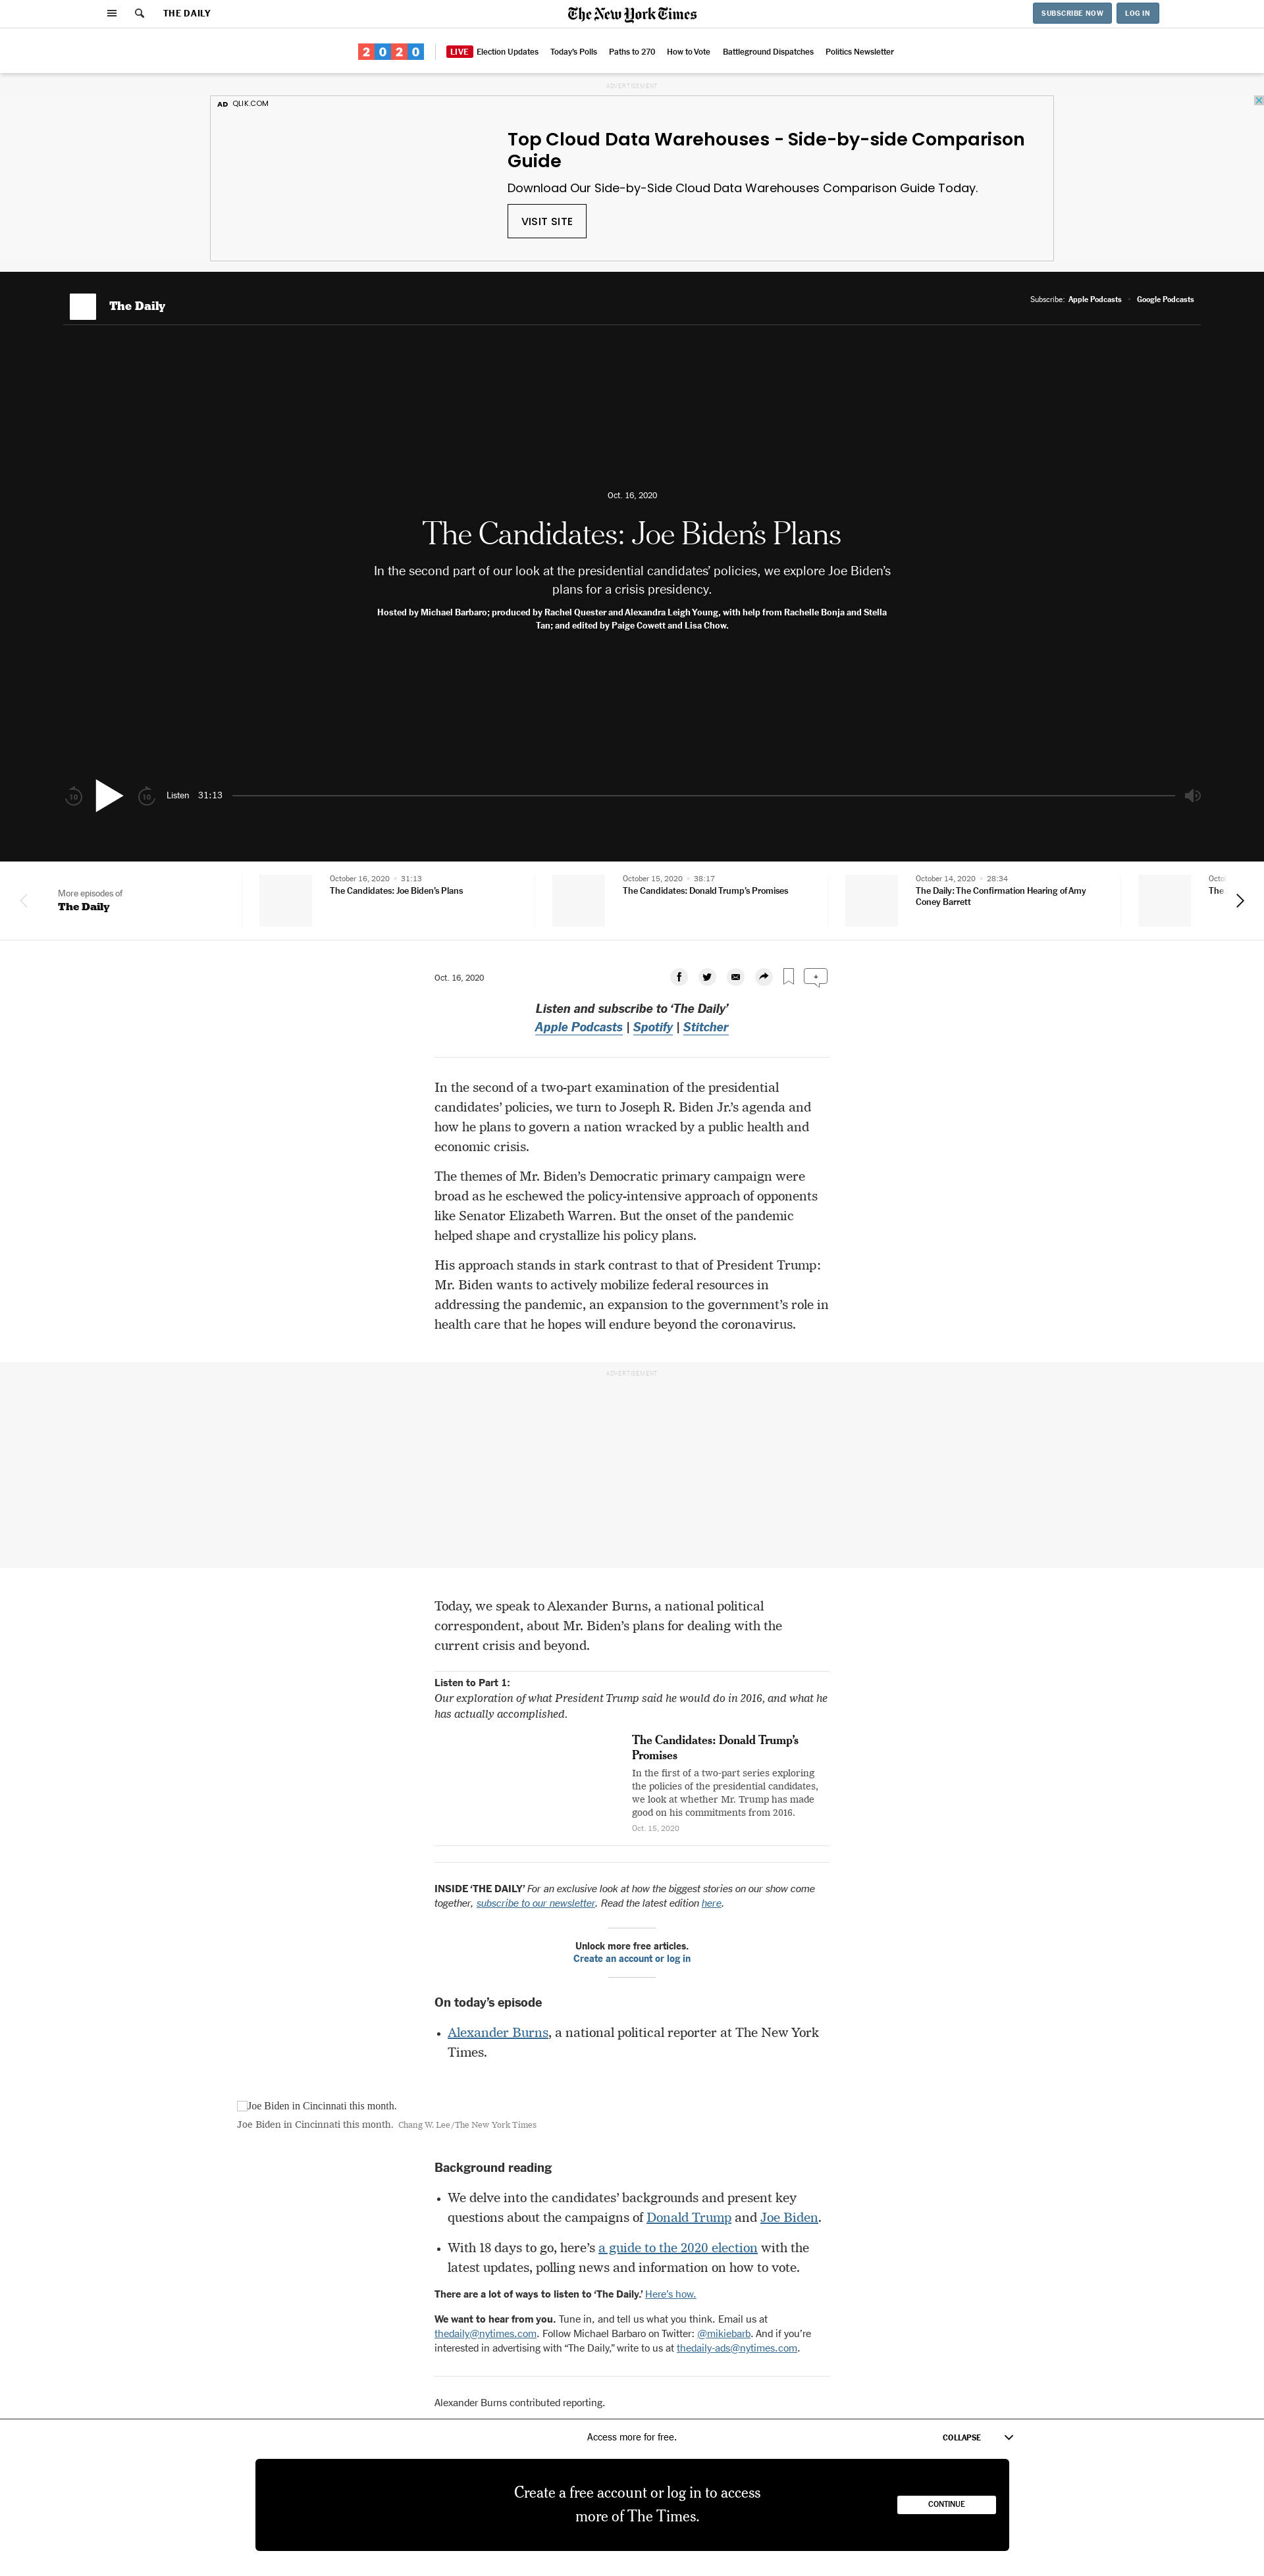 THE DAILY
The New York Times
SUBSCRIBE NOW
LOG IN
2020
LIVE Election Updates
Today's Polls
Paths to 270
How to Vote
Battleground Dispatches
Politics Newsletter
ADVERTISEMENT
AD QLIK.COM
Top Cloud Data Warehouses - Side-by-side Comparison
Guide
Download Our Side-by-Side Cloud Data Warehouses Comparison Guide Today.
VISIT SITE
The Daily
Subscribe: Apple Podcasts Google Podcasts
Oct. 16, 2020
The Candidates: Joe Biden’s Plans
In the second part of our look at the presidential candidates’ policies, we explore Joe Biden’s
plans for a crisis presidency.
Hosted by Michael Barbaro; produced by Rachel Quester and Alexandra Leigh Young, with help from Rachelle Bonja and Stella
Tan; and edited by Paige Cowett and Lisa Chow.
10
10
Listen 31:13
More episodes of
The Daily
October 16, 2020 • 31:13
The Candidates: Joe Biden’s Plans
October 15, 2020 • 38:17
The Candidates: Donald Trump’s Promises
October 14, 2020 • 28:34
The Daily: The Confirmation Hearing of Amy
Coney Barrett
Octo
The
Oct. 16, 2020
+
Listen and subscribe to ‘The Daily’
Apple Podcasts | Spotify | Stitcher
In the second of a two-part examination of the presidential
candidates’ policies, we turn to Joseph R. Biden Jr.’s agenda and
how he plans to govern a nation wracked by a public health and
economic crisis.
The themes of Mr. Biden’s Democratic primary campaign were
broad as he eschewed the policy-intensive approach of opponents
like Senator Elizabeth Warren. But the onset of the pandemic
helped shape and crystallize his policy plans.
His approach stands in stark contrast to that of President Trump:
Mr. Biden wants to actively mobilize federal resources in
addressing the pandemic, an expansion to the government’s role in
health care that he hopes will endure beyond the coronavirus.
ADVERTISEMENT
Today, we speak to Alexander Burns, a national political
correspondent, about Mr. Biden’s plans for dealing with the
current crisis and beyond.
Listen to Part 1:
Our exploration of what President Trump said he would do in 2016, and what he
has actually accomplished.
The Candidates: Donald Trump’s
Promises
In the first of a two-part series exploring
the policies of the presidential candidates,
we look at whether Mr. Trump has made
good on his commitments from 2016.
Oct. 15, 2020
INSIDE ‘THE DAILY’ For an exclusive look at how the biggest stories on our show come
together, subscribe to our newsletter. Read the latest edition here.
Unlock more free articles.
Create an account or log in
On today’s episode
• Alexander Burns, a national political reporter at The New York
Times.
Joe Biden in Cincinnati this month.
Joe Biden in Cincinnati this month. Chang W. Lee/The New York Times
Background reading
• We delve into the candidates’ backgrounds and present key
questions about the campaigns of Donald Trump and Joe Biden.
• With 18 days to go, here’s a guide to the 2020 election with the
latest updates, polling news and information on how to vote.
There are a lot of ways to listen to ‘The Daily.’ Here’s how.
We want to hear from you. Tune in, and tell us what you think. Email us at
thedaily@nytimes.com. Follow Michael Barbaro on Twitter: @mikiebarb. And if you’re
interested in advertising with “The Daily,” write to us at thedaily-ads@nytimes.com.
Alexander Burns contributed reporting.
Access more for free.
COLLAPSE
Create a free account or log in to access
more of The Times.
CONTINUE